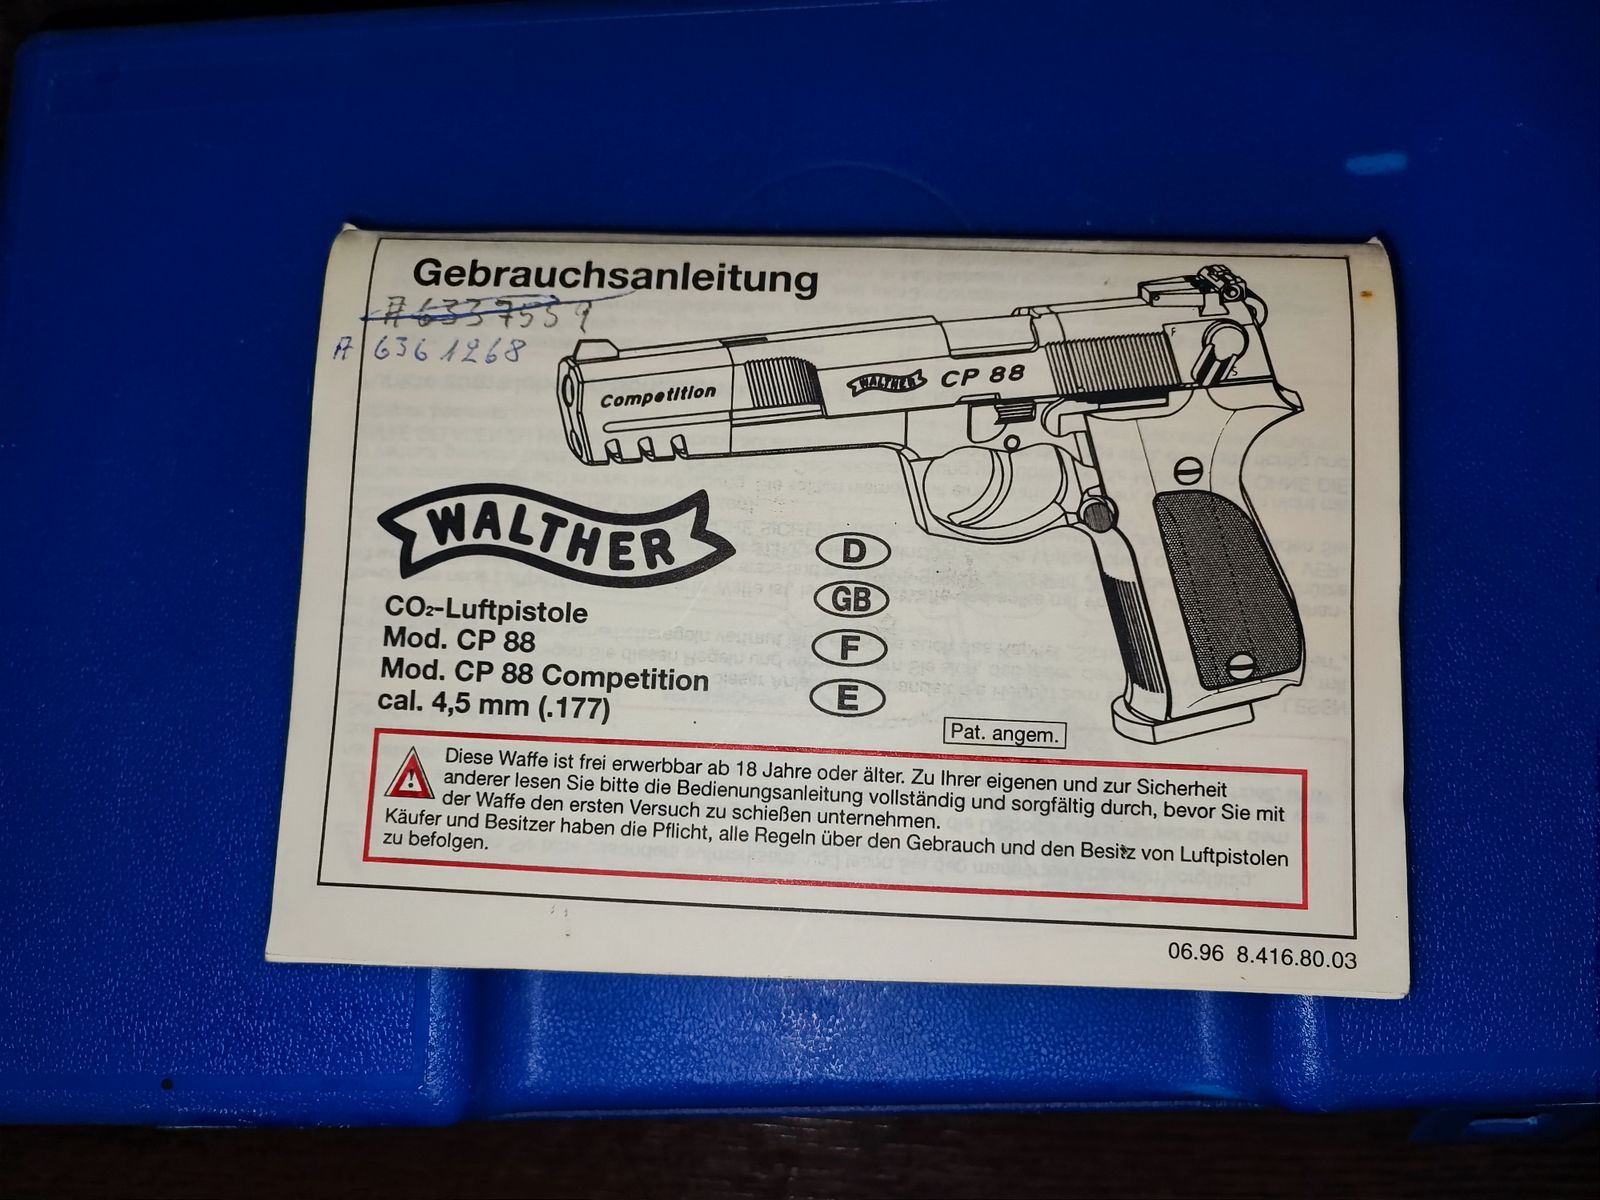 Gebrauchsanleitung
A6337559
A 6361268
Competition
WALTHER CP 88
F
S
WALTHER
CO₂-Luftpistole
Mod. CP 88
Mod. CP 88 Competition
cal. 4,5 mm (.177)
D
GB
F
E
Pat. angem.
Diese Waffe ist frei erwerbbar ab 18 Jahre oder älter. Zu Ihrer eigenen und zur Sicherheit
anderer lesen Sie bitte die Bedienungsanleitung vollständig und sorgfältig durch, bevor Sie mit
der Waffe den ersten Versuch zu schießen unternehmen.
Käufer und Besitzer haben die Pflicht, alle Regeln über den Gebrauch und den Besitz von Luftpistolen
zu befolgen.
06.96 8.416.80.03